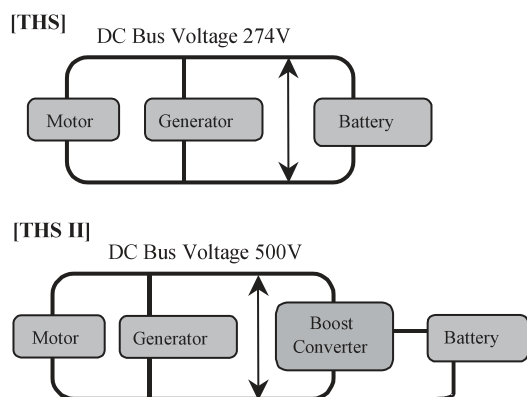 [THS]
DC Bus Voltage 274V
Motor
Generator
Battery
[THS II]
DC Bus Voltage 500V
Motor
Generator
Boost
Converter
Battery